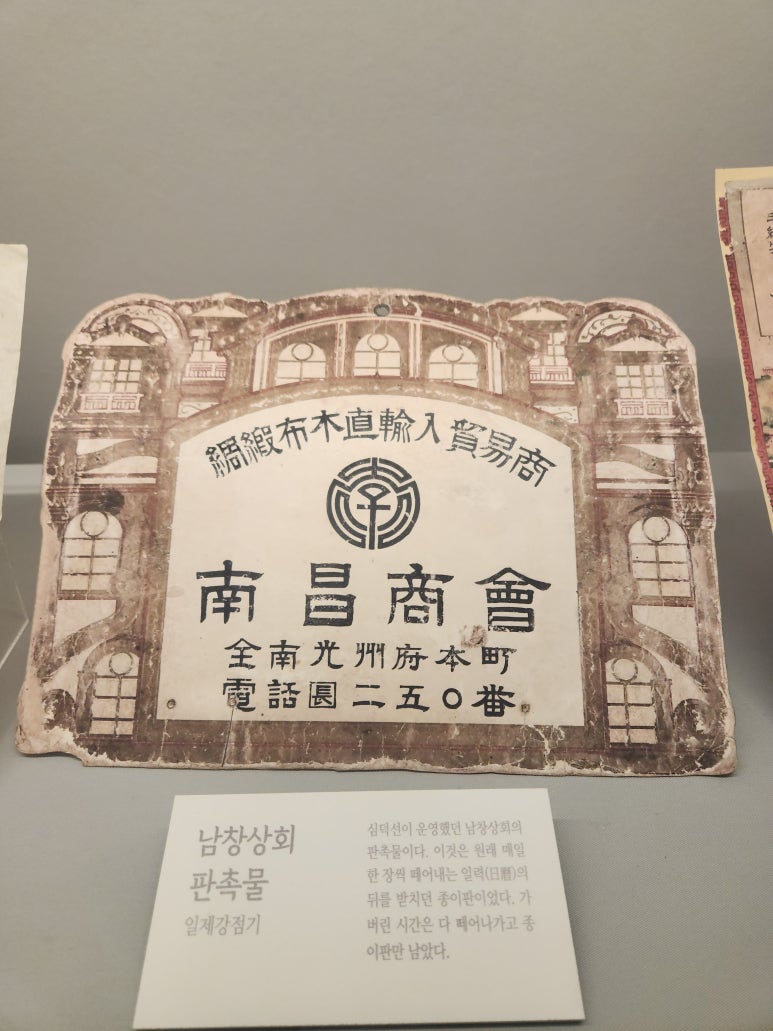 綢緞布木直輸入貿易商
南昌商會
全南光州府本町
電話長二五〇番
남창상회
판촉물
일제강점기
심덕선이 운영했던 남창상회의
판촉물이다. 이것은 원래 매일
한 장씩 떼어내는 일력(日曆)의
뒤를 받치던 종이판이었다. 가
버린 시간은 다 떼어나가고 종
이판만 남았다.